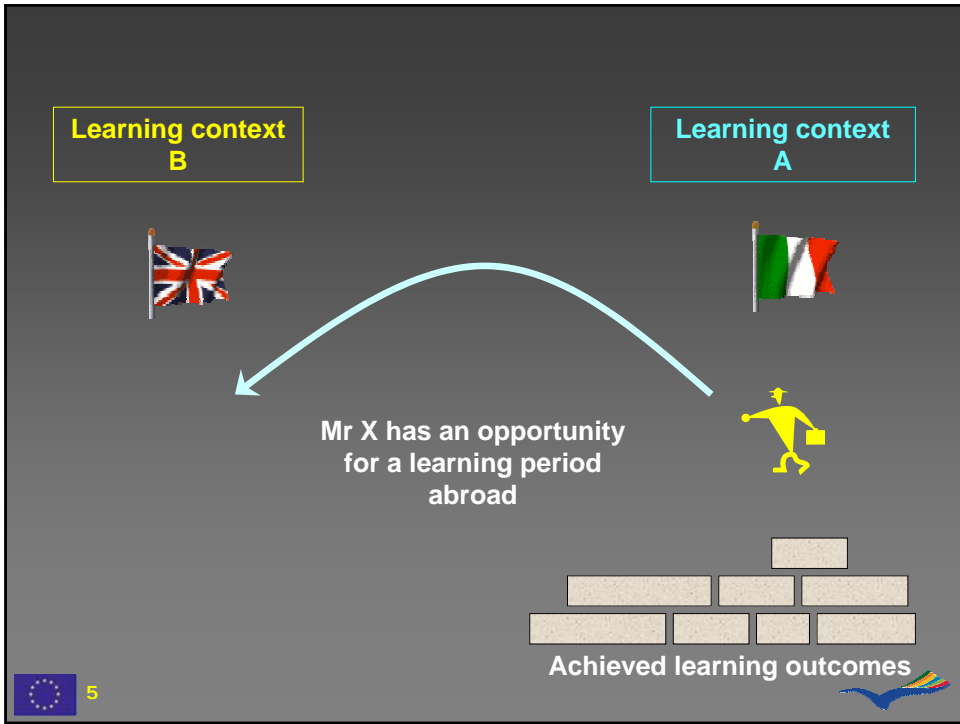 Learning context
B
Learning context
A
Mr X has an opportunity
for a learning period
abroad
Achieved learning outcomes
5